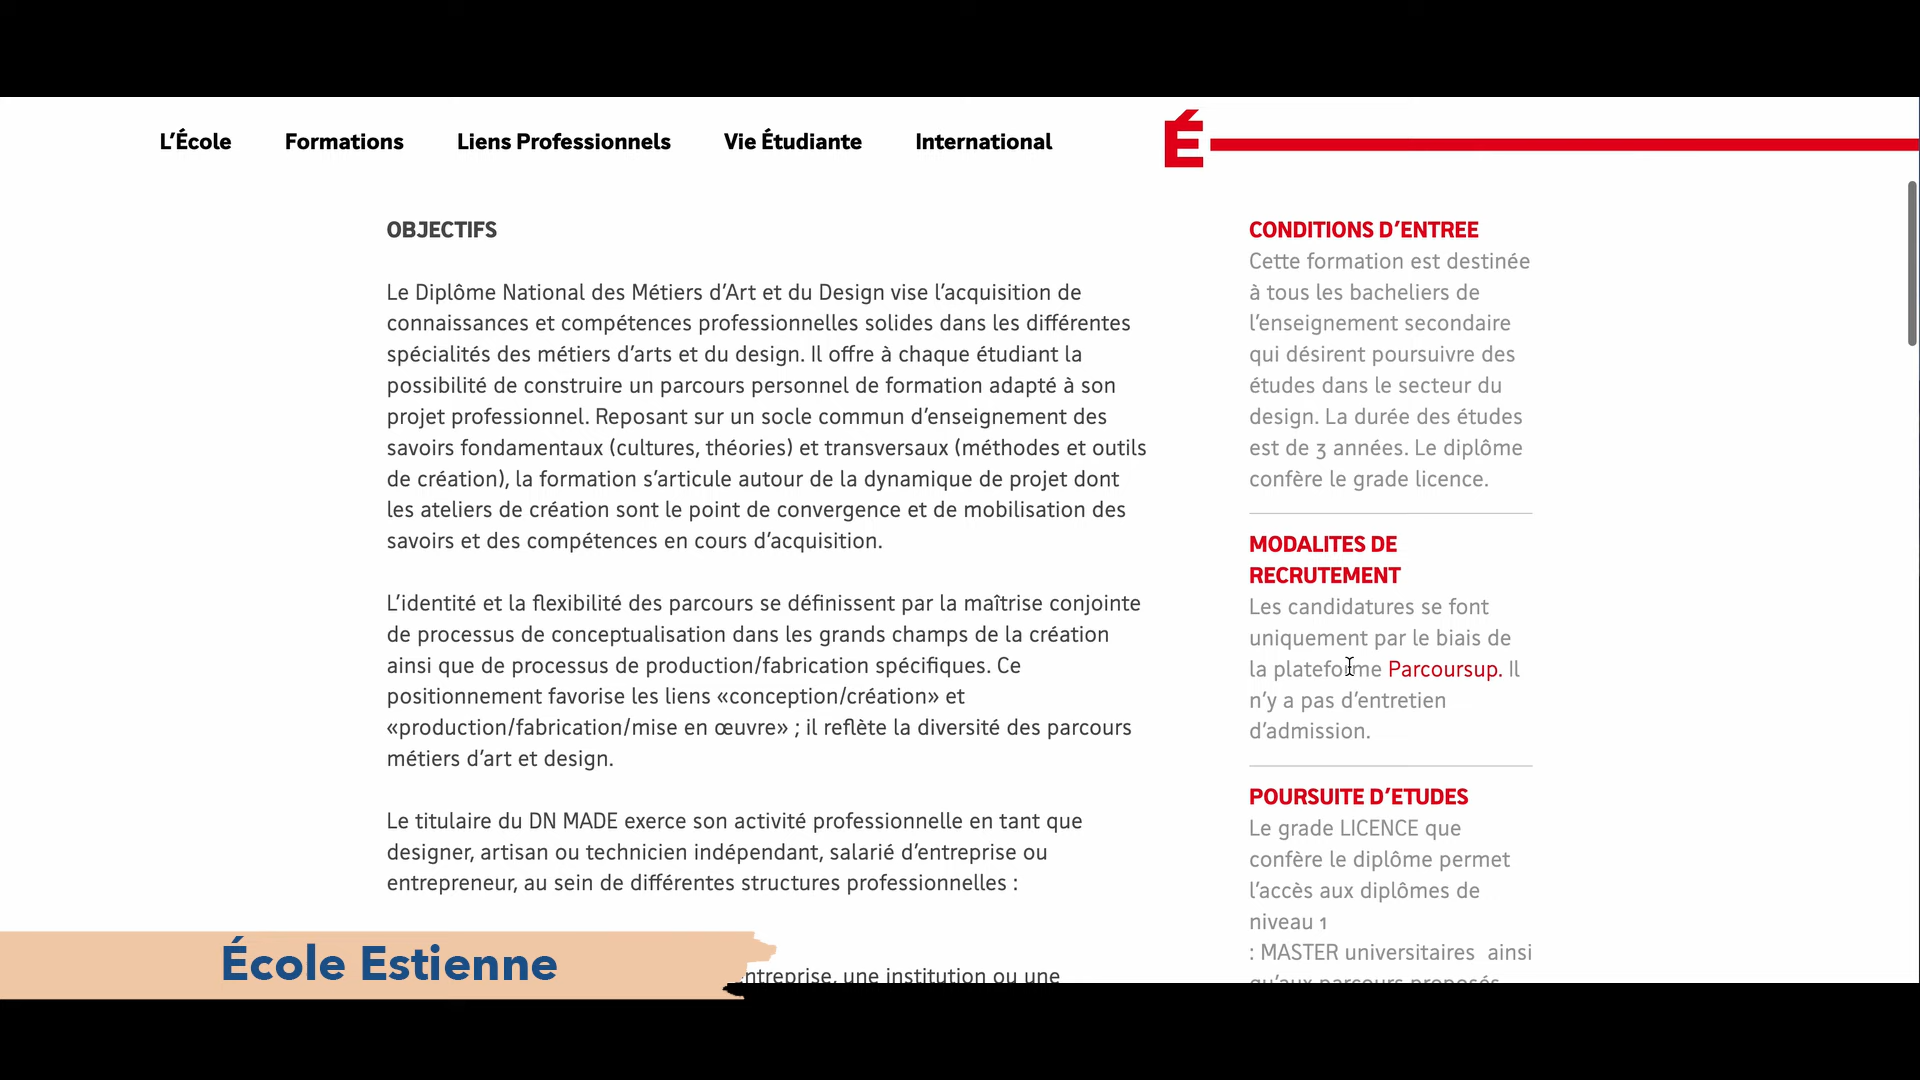 L’École
Formations
Liens Professionnels
Vie Étudiante
International
É
OBJECTIFS
Le Diplôme National des Métiers d’Art et du Design vise l’acquisition de
connaissances et compétences professionnelles solides dans les différentes
spécialités des métiers d’arts et du design. Il offre à chaque étudiant la
possibilité de construire un parcours personnel de formation adapté à son
projet professionnel. Reposant sur un socle commun d’enseignement des
savoirs fondamentaux (cultures, théories) et transversaux (méthodes et outils
de création), la formation s’articule autour de la dynamique de projet dont
les ateliers de création sont le point de convergence et de mobilisation des
savoirs et des compétences en cours d’acquisition.
L’identité et la flexibilité des parcours se définissent par la maîtrise conjointe
de processus de conceptualisation dans les grands champs de la création
ainsi que de processus de production/fabrication spécifiques. Ce
positionnement favorise les liens «conception/création» et
«production/fabrication/mise en œuvre» ; il reflète la diversité des parcours
métiers d’art et design.
Le titulaire du DN MADE exerce son activité professionnelle en tant que
designer, artisan ou technicien indépendant, salarié d’entreprise ou
entrepreneur, au sein de différentes structures professionnelles :
entreprise, une institution ou une
CONDITIONS D’ENTREE
Cette formation est destinée
à tous les bacheliers de
l’enseignement secondaire
qui désirent poursuivre des
études dans le secteur du
design. La durée des études
est de 3 années. Le diplôme
confère le grade licence.
MODALITES DE
RECRUTEMENT
Les candidatures se font
uniquement par le biais de
la plateforme Parcoursup. Il
n’y a pas d’entretien
d’admission.
POURSUITE D’ETUDES
Le grade LICENCE que
confère le diplôme permet
l’accès aux diplômes de
niveau 1
: MASTER universitaires ainsi
qu’aux parcours proposés
École Estienne